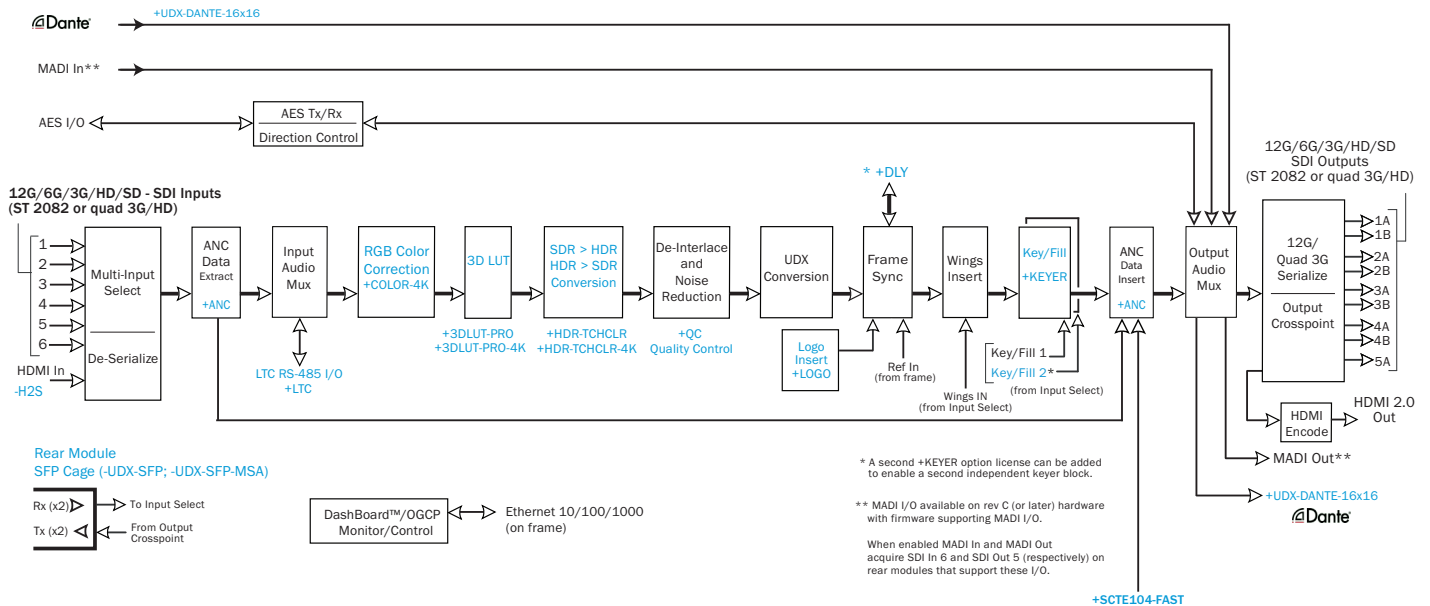 Dante®
+UDX-DANTE-16x16
MADI In**
AES I/O
AES Tx/Rx
Direction Control
12G/6G/3G/HD/SD - SDI Inputs
(ST 2082 or quad 3G/HD)
1
2
3
4
5
6
HDMI In
-H2S
Multi-Input
Select
De-Serialize
ANC
Data
Extract
+ANC
Input
Audio
Mux
LTC RS-485 I/O
+LTC
RGB Color
Correction
+COLOR-4K
3D LUT
+3DLUT-PRO
+3DLUT-PRO-4K
SDR > HDR
HDR > SDR
Conversion
+HDR-TCHCLR
+HDR-TCHCLR-4K
De-Interlace
and
Noise
Reduction
+QC
Quality Control
UDX
Conversion
Logo
Insert
+LOGO
* +DLY
Frame
Sync
Ref In
(from frame)
Wings
Insert
Wings IN
(from Input Select)
Key/Fill
+KEYER
Key/Fill 1
Key/Fill 2*
(from Input Select)
ANC
Data
Insert
+ANC
Output
Audio
Mux
12G/6G/3G/HD/SD
SDI Outputs
(ST 2082 or quad 3G/HD)
12G/
Quad 3G
Serialize
Output
Crosspoint
1A
1B
2A
2B
3A
3B
4A
4B
5A
HDMI
Encode
HDMI 2.0
Out
MADI Out**
+UDX-DANTE-16x16
Dante®
Rear Module
SFP Cage (-UDX-SFP; -UDX-SFP-MSA)
Rx (x2)
To Input Select
Tx (x2)
From Output
Crosspoint
DashBoard™/OGCP
Monitor/Control
Ethernet 10/100/1000
(on frame)
* A second +KEYER option license can be added
to enable a second independent keyer block.
** MADI I/O available on rev C (or later) hardware
with firmware supporting MADI I/O.
When enabled MADI In and MADI Out
acquire SDI In 6 and SDI Out 5 (respectively) on
rear modules that support these I/O.
+SCTE104-FAST